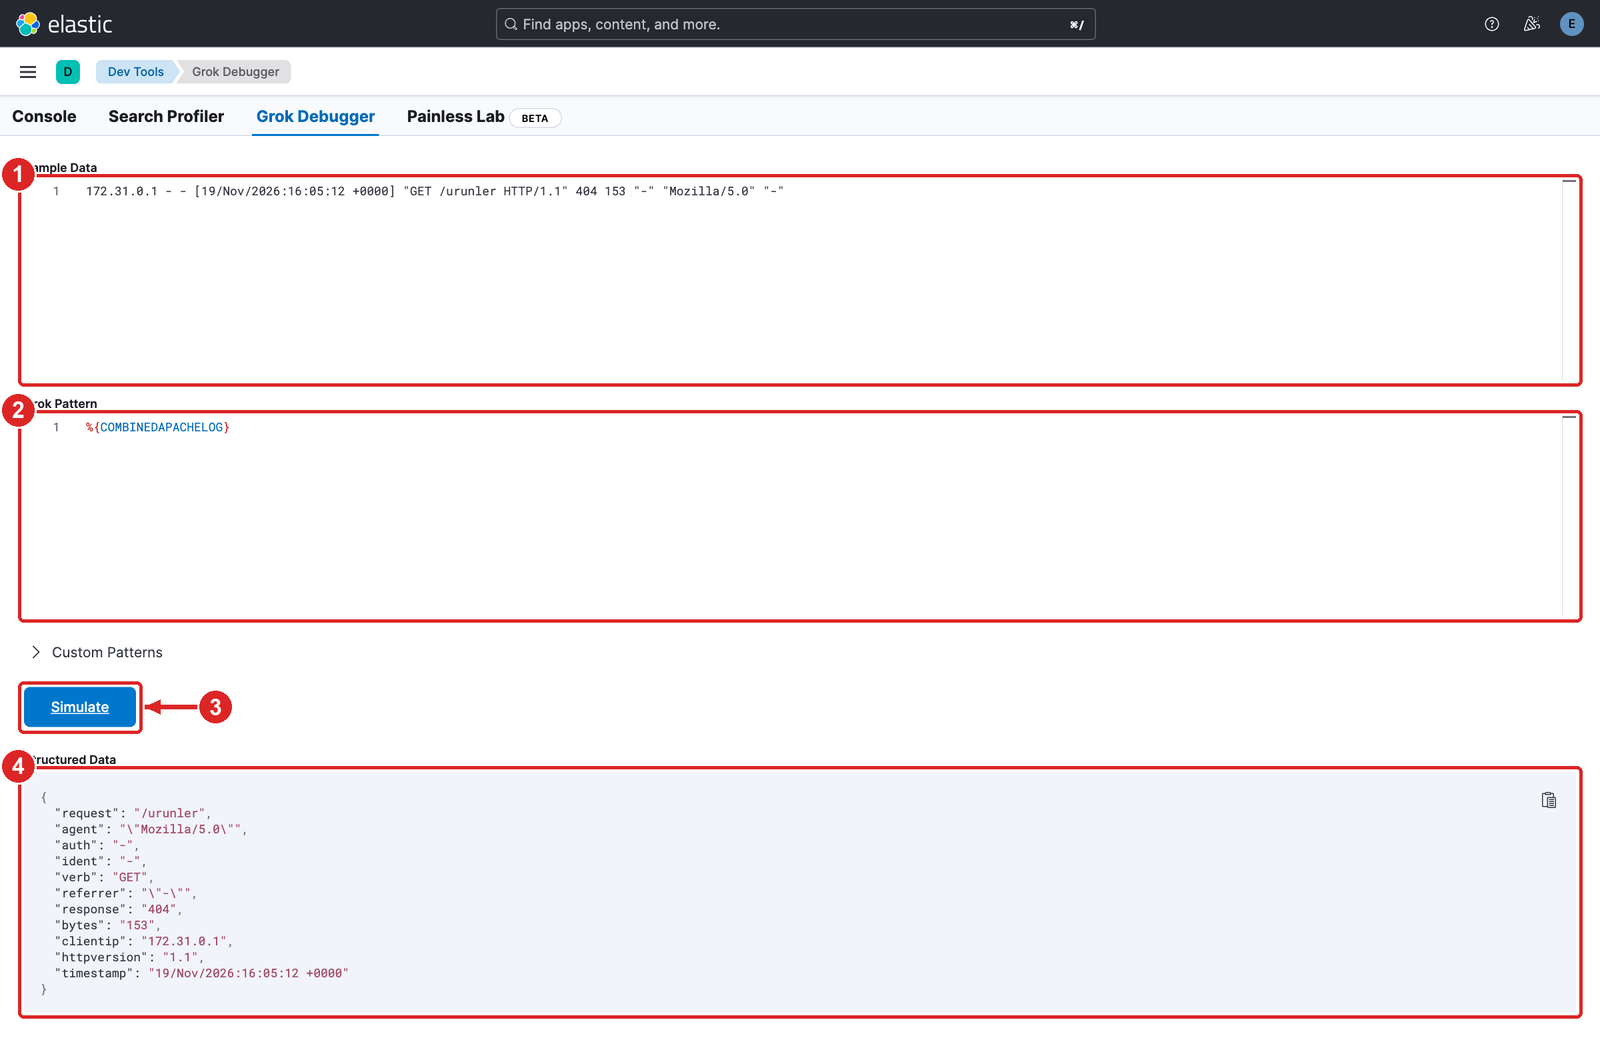 elastic
Find apps, content, and more.
⌘/
E
D
Dev Tools
Grok Debugger
Console
Search Profiler
Grok Debugger
Painless Lab
BETA
1
ample Data
1 172.31.0.1 - - [19/Nov/2026:16:05:12 +0000] "GET /urunler HTTP/1.1" 404 153 "-" "Mozilla/5.0" "-"
2
rok Pattern
1 %{COMBINEDAPACHELOG}
Custom Patterns
Simulate
3
4
tructured Data
{
"request": "/urunler",
"agent": "\"Mozilla/5.0\"",
"auth": "-",
"ident": "-",
"verb": "GET",
"referrer": "\"-\"",
"response": "404",
"bytes": "153",
"clientip": "172.31.0.1",
"httpversion": "1.1",
"timestamp": "19/Nov/2026:16:05:12 +0000"
}